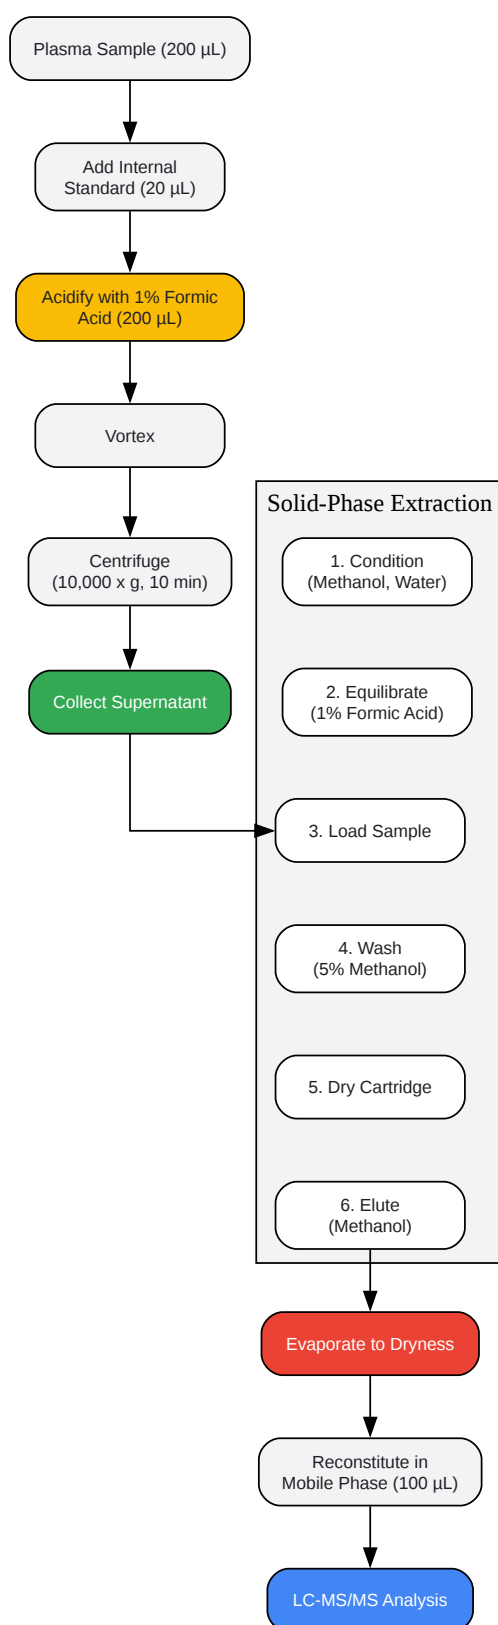 Plasma Sample (200 µL)
Add Internal
Standard (20 µL)
Acidify with 1% Formic
Acid (200 µL)
Vortex
Centrifuge
(10,000 x g, 10 min)
Collect Supernatant
Solid-Phase Extraction
1. Condition
(Methanol, Water)
2. Equilibrate
(1% Formic Acid)
3. Load Sample
4. Wash
(5% Methanol)
5. Dry Cartridge
6. Elute
(Methanol)
Evaporate to Dryness
Reconstitute in
Mobile Phase (100 µL)
LC-MS/MS Analysis